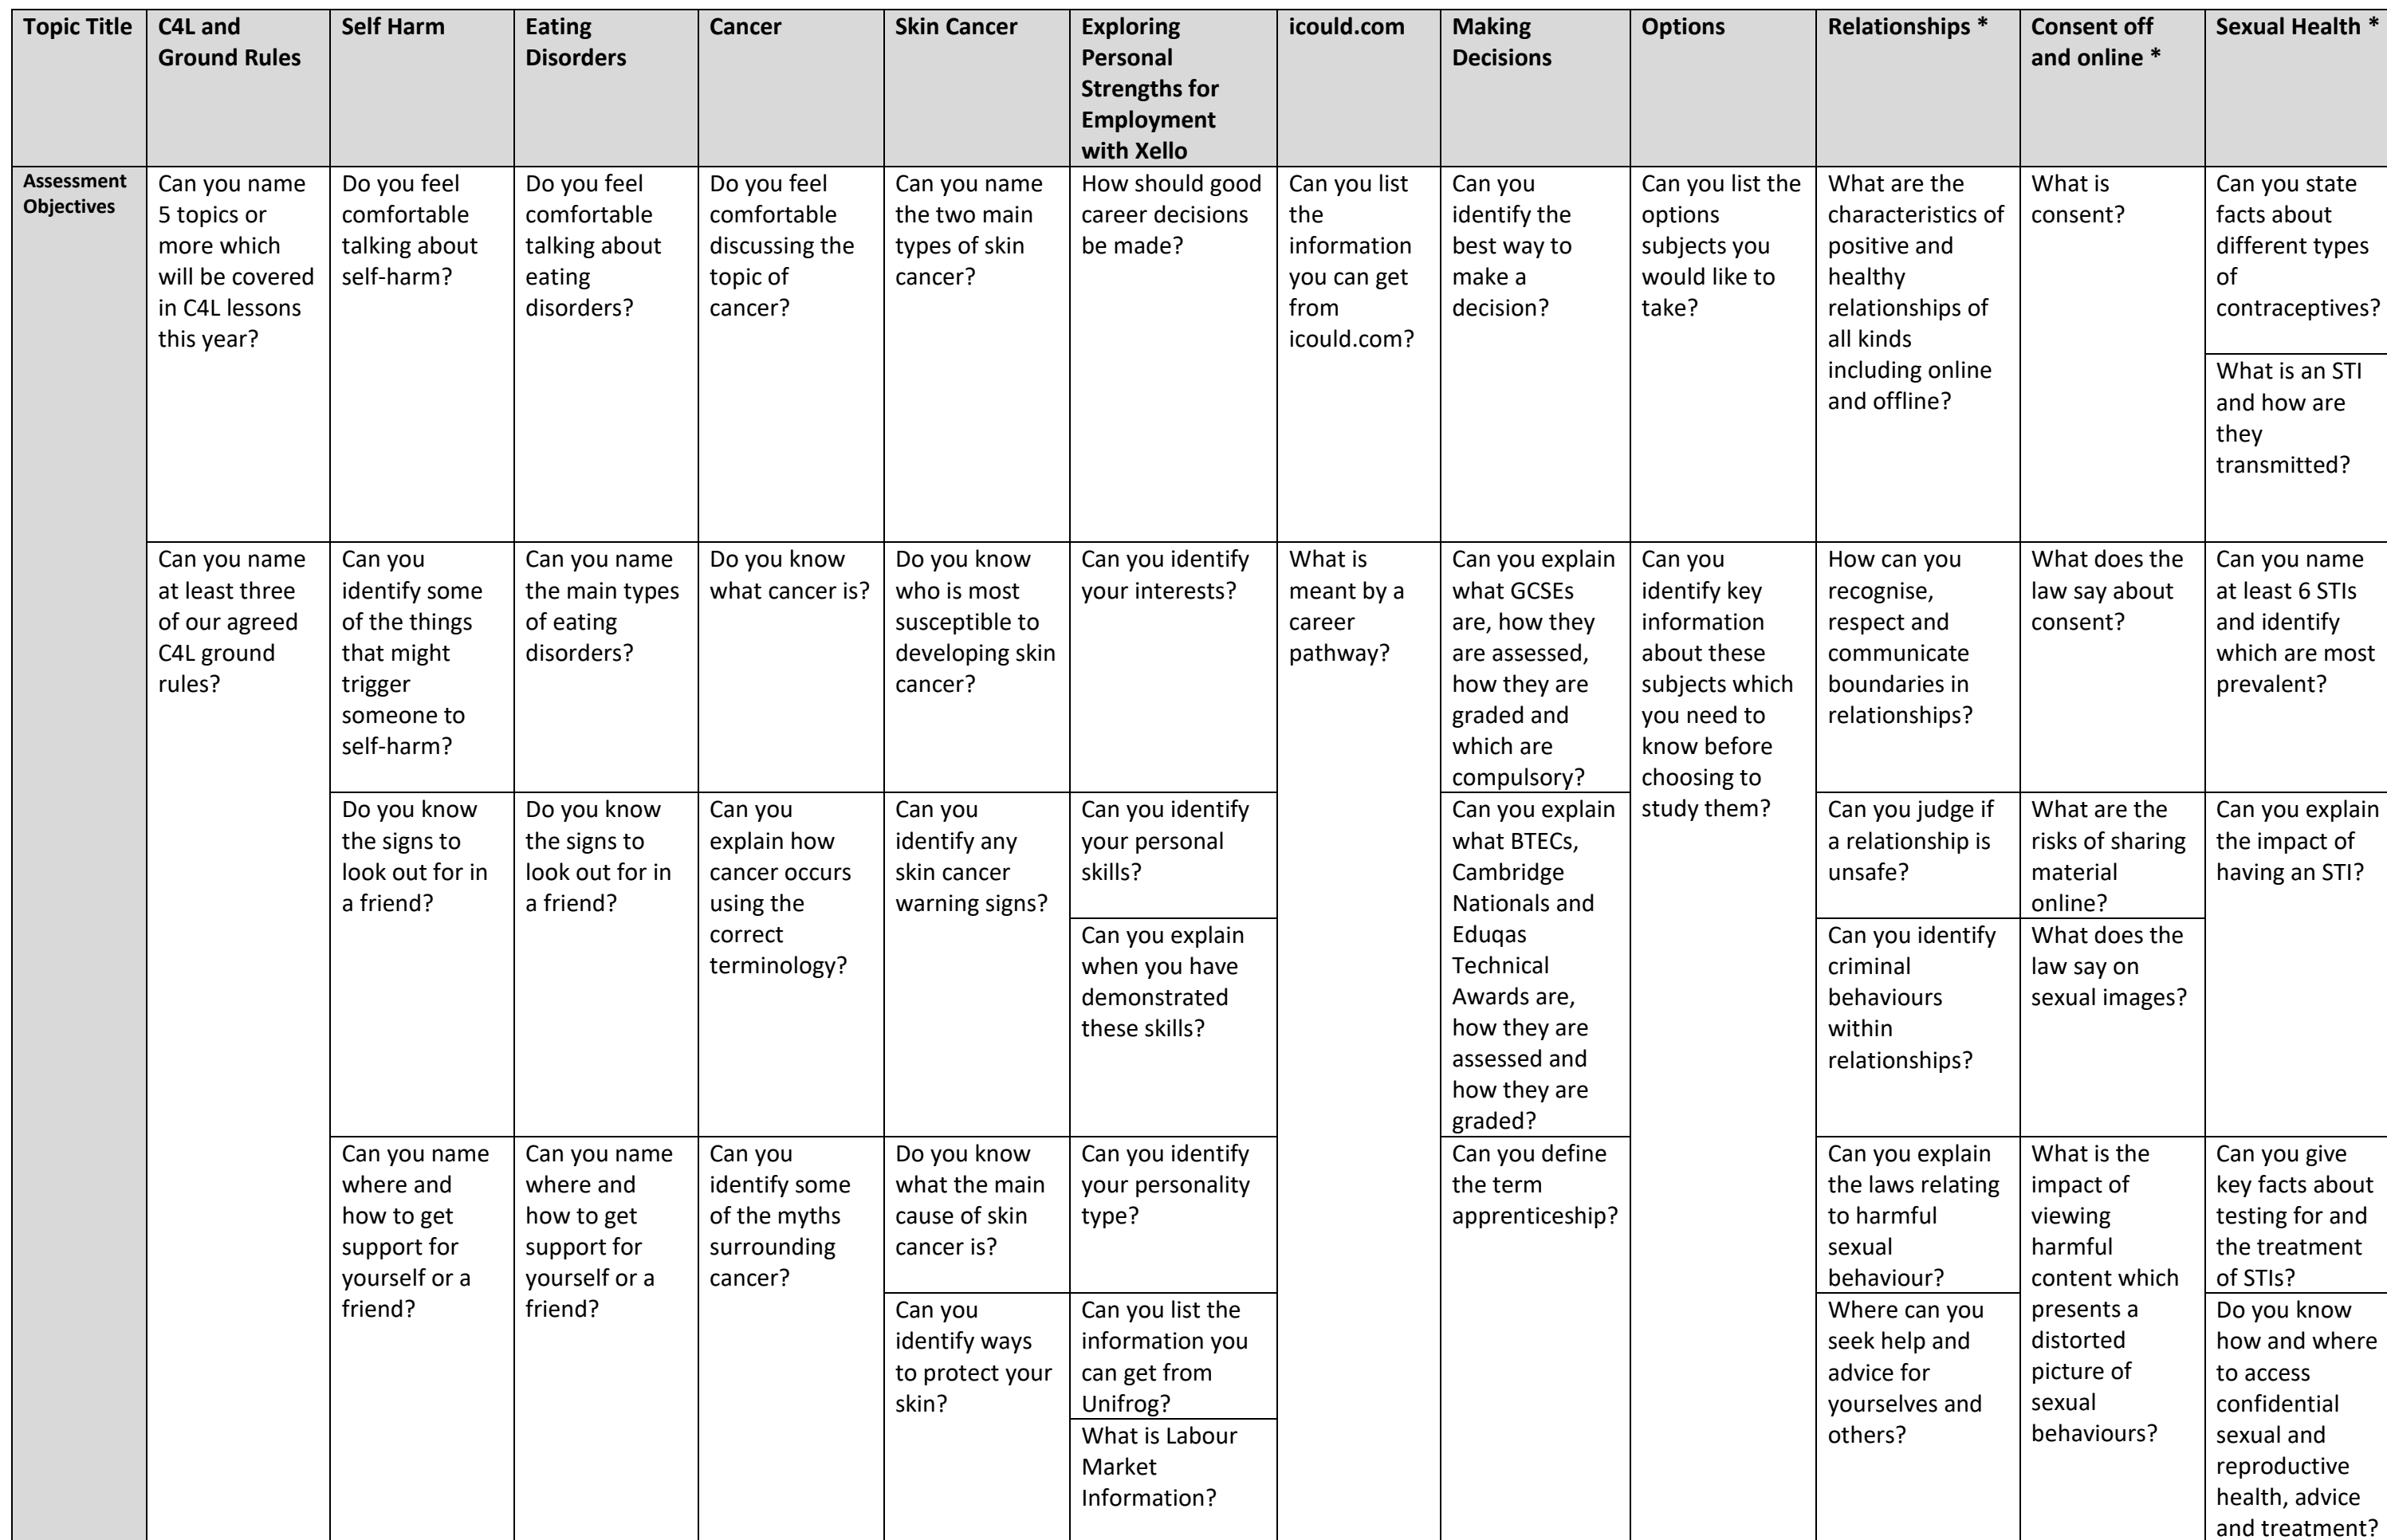 Topic Title
C4L and
Ground Rules
Self Harm
Eating
Disorders
Cancer
Skin Cancer
Exploring
Personal
Strengths for
Employment
with Xello
icould.com
Making
Decisions
Options
Relationships *
Consent off
and online *
Sexual Health *
Assessment
Objectives
Can you name
5 topics or
more which
will be covered
in C4L lessons
this year?
Do you feel
comfortable
talking about
self-harm?
Do you feel
comfortable
talking about
eating
disorders?
Do you feel
comfortable
discussing the
topic of
cancer?
Can you name
the two main
types of skin
cancer?
How should good
career decisions
be made?
Can you list
the
information
you can get
from
icould.com?
Can you
identify the
best way to
make a
decision?
Can you list the
options
subjects you
would like to
take?
What are the
characteristics of
positive and
healthy
relationships of
all kinds
including online
and offline?
What is
consent?
Can you state
facts about
different types
of
contraceptives?
What is an STI
and how are
they
transmitted?
Can you name
at least three
of our agreed
C4L ground
rules?
Can you
identify some
of the things
that might
trigger
someone to
self-harm?
Can you name
the main types
of eating
disorders?
Do you know
what cancer is?
Do you know
who is most
susceptible to
developing skin
cancer?
Can you identify
your interests?
What is
meant by a
career
pathway?
Can you explain
what GCSEs
are, how they
are assessed,
how they are
graded and
which are
compulsory?
Can you
identify key
information
about these
subjects which
you need to
know before
choosing to
study them?
How can you
recognise,
respect and
communicate
boundaries in
relationships?
What does the
law say about
consent?
Can you name
at least 6 STIs
and identify
which are most
prevalent?
Do you know
the signs to
look out for in
a friend?
Do you know
the signs to
look out for in
a friend?
Can you
explain how
cancer occurs
using the
correct
terminology?
Can you
identify any
skin cancer
warning signs?
Can you identify
your personal
skills?
Can you explain
when you have
demonstrated
these skills?
Can you explain
what BTECs,
Cambridge
Nationals and
Eduqas
Technical
Awards are,
how they are
assessed and
how they are
graded?
Can you judge if
a relationship is
unsafe?
Can you identify
criminal
behaviours
within
relationships?
What are the
risks of sharing
material
online?
What does the
law say on
sexual images?
Can you explain
the impact of
having an STI?
Can you name
where and
how to get
support for
yourself or a
friend?
Can you name
where and
how to get
support for
yourself or a
friend?
Can you
identify some
of the myths
surrounding
cancer?
Do you know
what the main
cause of skin
cancer is?
Can you
identify ways
to protect your
skin?
Can you identify
your personality
type?
Can you list the
information you
can get from
Unifrog?
What is Labour
Market
Information?
Can you define
the term
apprenticeship?
Can you explain
the laws relating
to harmful
sexual
behaviour?
Where can you
seek help and
advice for
yourselves and
others?
What is the
impact of
viewing
harmful
content which
presents a
distorted
picture of
sexual
behaviours?
Can you give
key facts about
testing for and
the treatment
of STIs?
Do you know
how and where
to access
confidential
sexual and
reproductive
health, advice
and treatment?